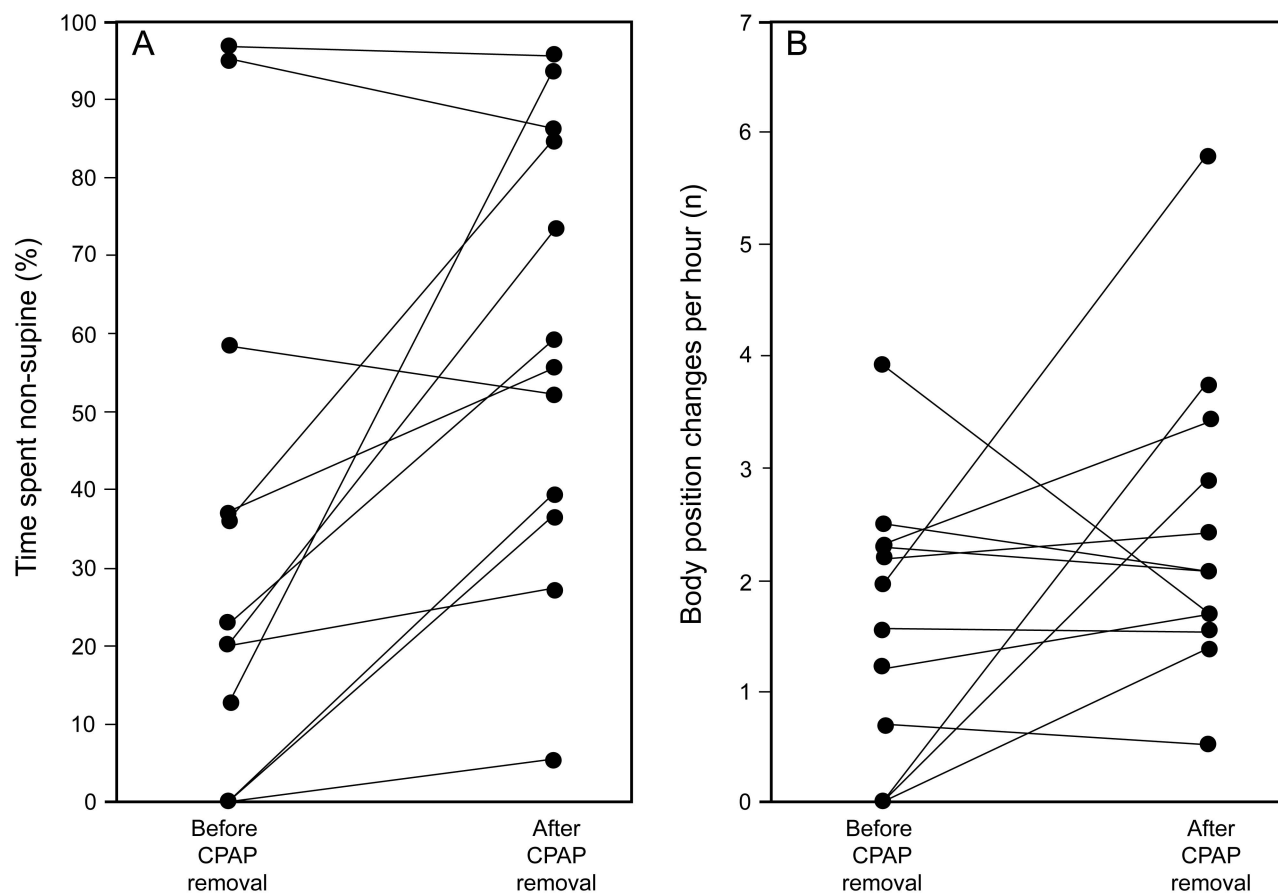 A
Time spent non-supine (%)
100
90
80
70
60
50
40
30
20
10
0
Before
CPAP
removal
After
CPAP
removal
B
Body position changes per hour (n)
7
6
5
4
3
2
1
0
Before
CPAP
removal
After
CPAP
removal